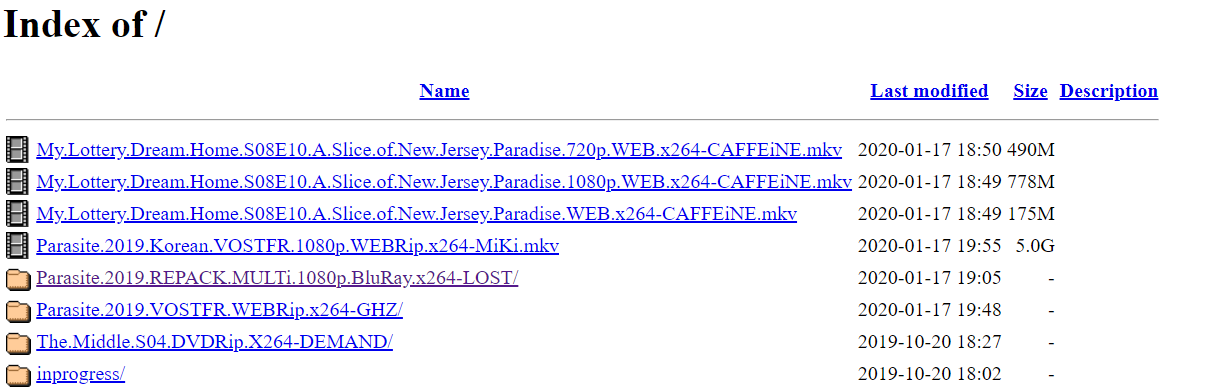 Index of /
Name Last modified Size Description
My.Lottery.Dream.Home.S08E10.A.Slice.of.New.Jersey.Paradise.720p.WEB.x264-CAFFEiNE.mkv 2020-01-17 18:50 490M
My.Lottery.Dream.Home.S08E10.A.Slice.of.New.Jersey.Paradise.1080p.WEB.x264-CAFFEiNE.mkv 2020-01-17 18:49 778M
My.Lottery.Dream.Home.S08E10.A.Slice.of.New.Jersey.Paradise.WEB.x264-CAFFEiNE.mkv 2020-01-17 18:49 175M
Parasite.2019.Korean.VOSTFR.1080p.WEBRip.x264-MiKi.mkv 2020-01-17 19:55 5.0G
Parasite.2019.REPACK.MULTi.1080p.BluRay.x264-LOST/ 2020-01-17 19:05 -
Parasite.2019.VOSTFR.WEBRip.x264-GHZ/ 2020-01-17 19:48 -
The.Middle.S04.DVDRip.X264-DEMAND/ 2019-10-20 18:27 -
inprogress/ 2019-10-20 18:02 -